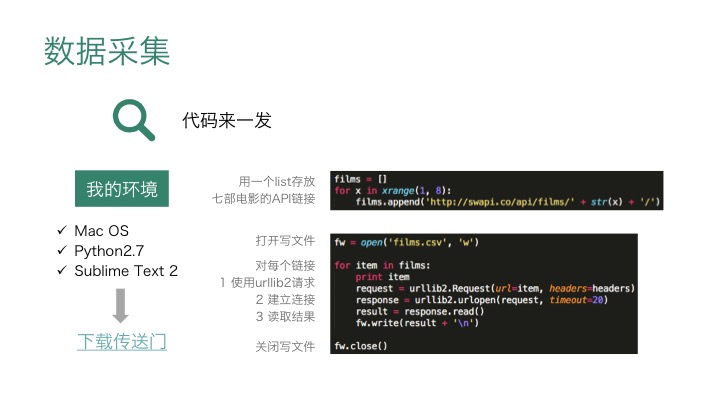 数据采集
代码来一发
我的环境
✓ Mac OS
✓ Python2.7
✓ Sublime Text 2
下载传送门
用一个list存放
七部电影的API链接
films = []
for x in xrange(1, 8):
    films.append('http://swapi.co/api/films/' + str(x) + '/')
打开写文件
对每个链接
1 使用urllib2请求
2 建立连接
3 读取结果
关闭写文件
fw = open('films.csv', 'w')
for item in films:
    print item
    request = urllib2.Request(url=item, headers=headers)
    response = urllib2.urlopen(request, timeout=20)
    result = response.read()
    fw.write(result + '\n')
fw.close()